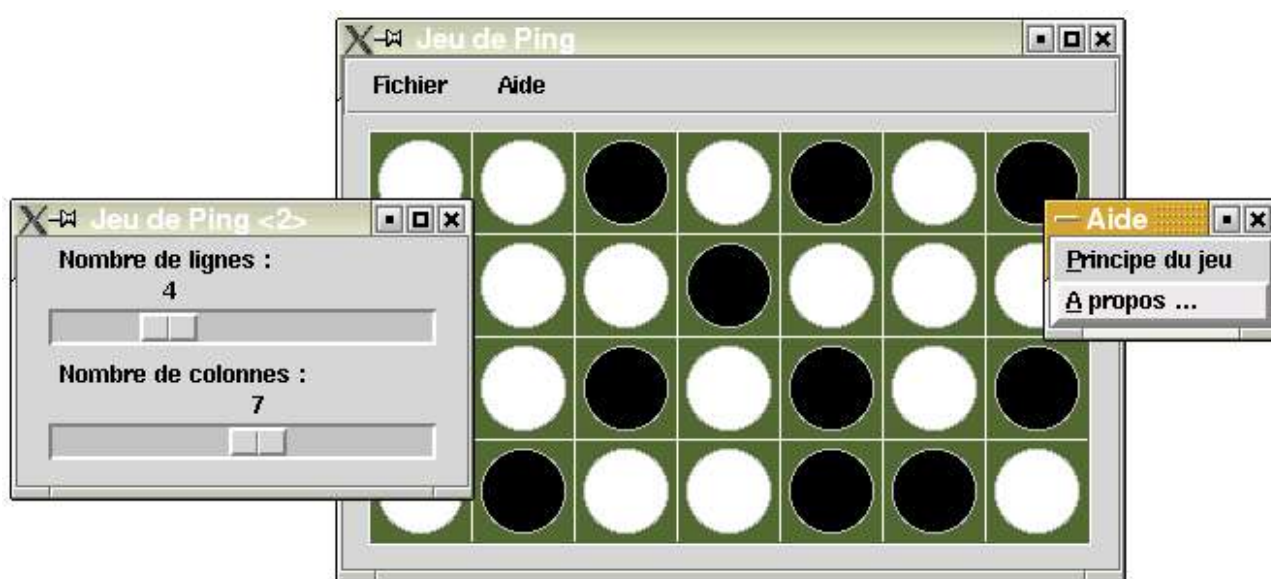 Jeu de Ping
Fichier Aide
Jeu de Ping <2>
Nombre de lignes :
4
Nombre de colonnes :
7
Aide
Principe du jeu
A propos ...